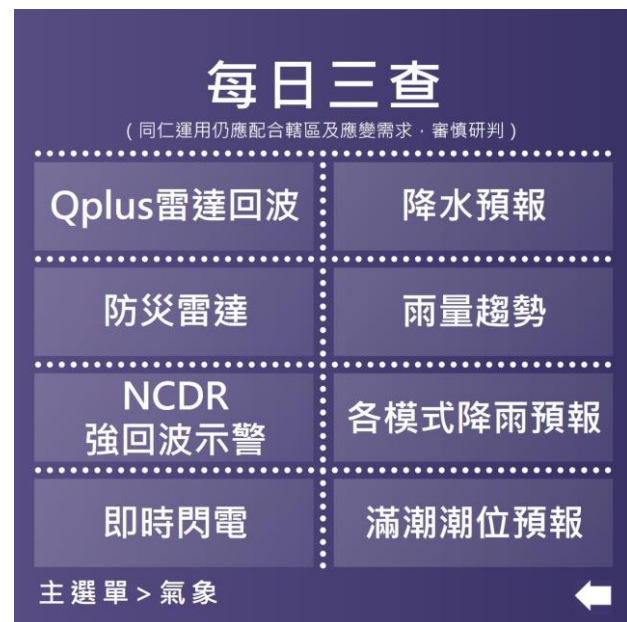 每日三查
(同仁運用仍應配合轄區及應變需求，審慎研判)
Qplus雷達回波
降水預報
防災雷達
雨量趨勢
NCDR
強回波示警
各模式降雨預報
即時閃電
滿潮潮位預報
主選單>氣象